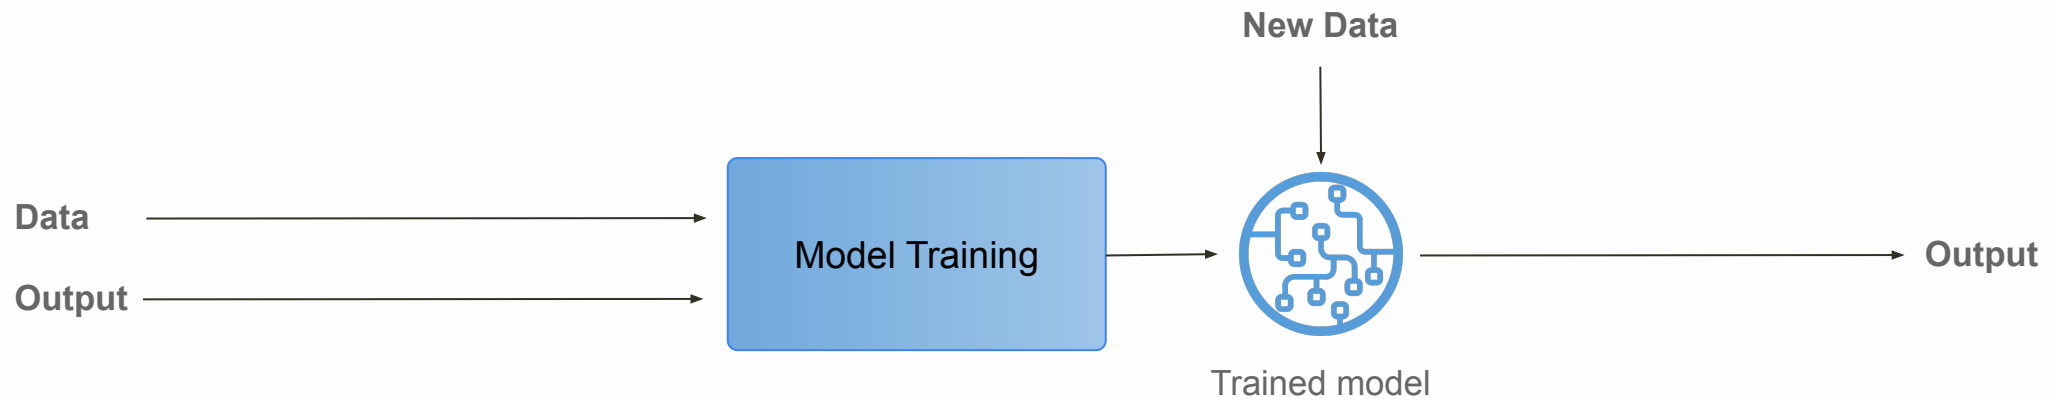 New Data
Data
Model Training
Output
Output
Trained model